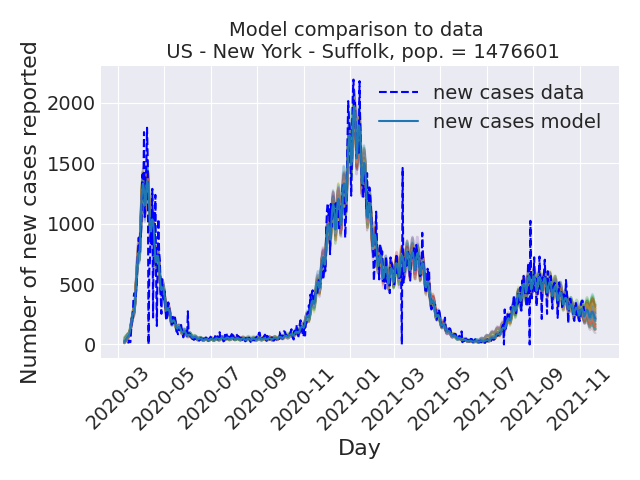 Model comparison to data
US - New York - Suffolk, pop. = 1476601
Number of new cases reported
2000
1500
1000
500
0
new cases data
new cases model
2020-03
2020-05
2020-07
2020-09
2020-11
2021-01
2021-03
2021-05
2021-07
2021-09
2021-11
Day